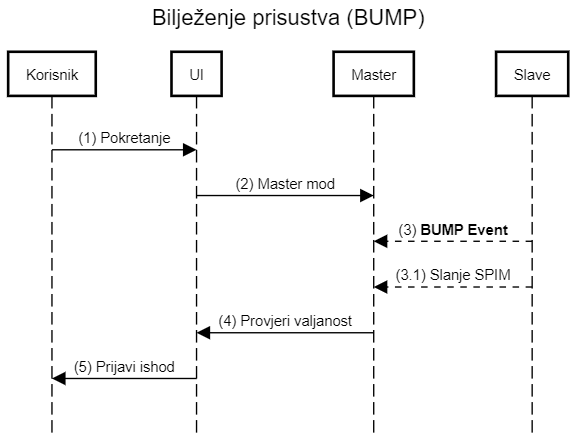 Bilježenje prisustva (BUMP)
Korisnik
UI
Master
Slave
(1) Pokretanje
(2) Master mod
(3) BUMP Event
(3.1) Slanje SPIM
(4) Provjeri valjanost
(5) Prijavi ishod